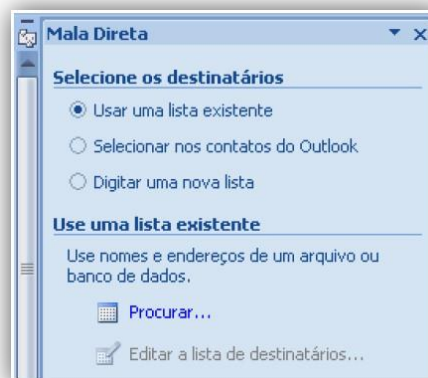 Mala Direta
Selecione os destinatários
Usar uma lista existente
Selecionar nos contatos do Outlook
Digitar uma nova lista
Use uma lista existente
Use nomes e endereços de um arquivo ou
banco de dados.
Procurar...
Editar a lista de destinatários...